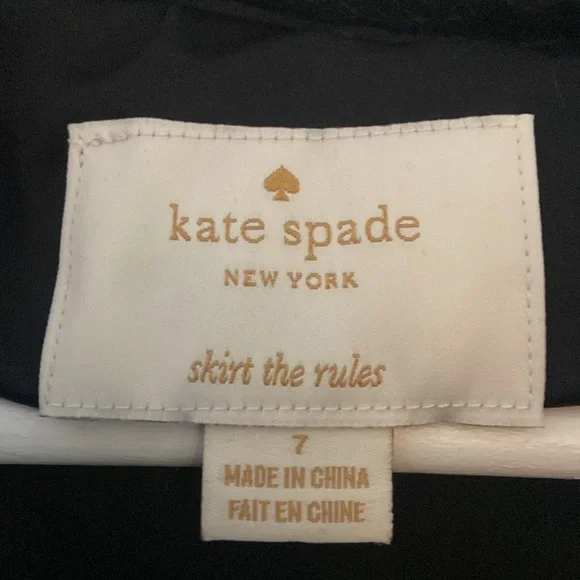 kate spade
NEW YORK
skirt the rules
7
MADE IN CHINA
FAIT EN CHINE